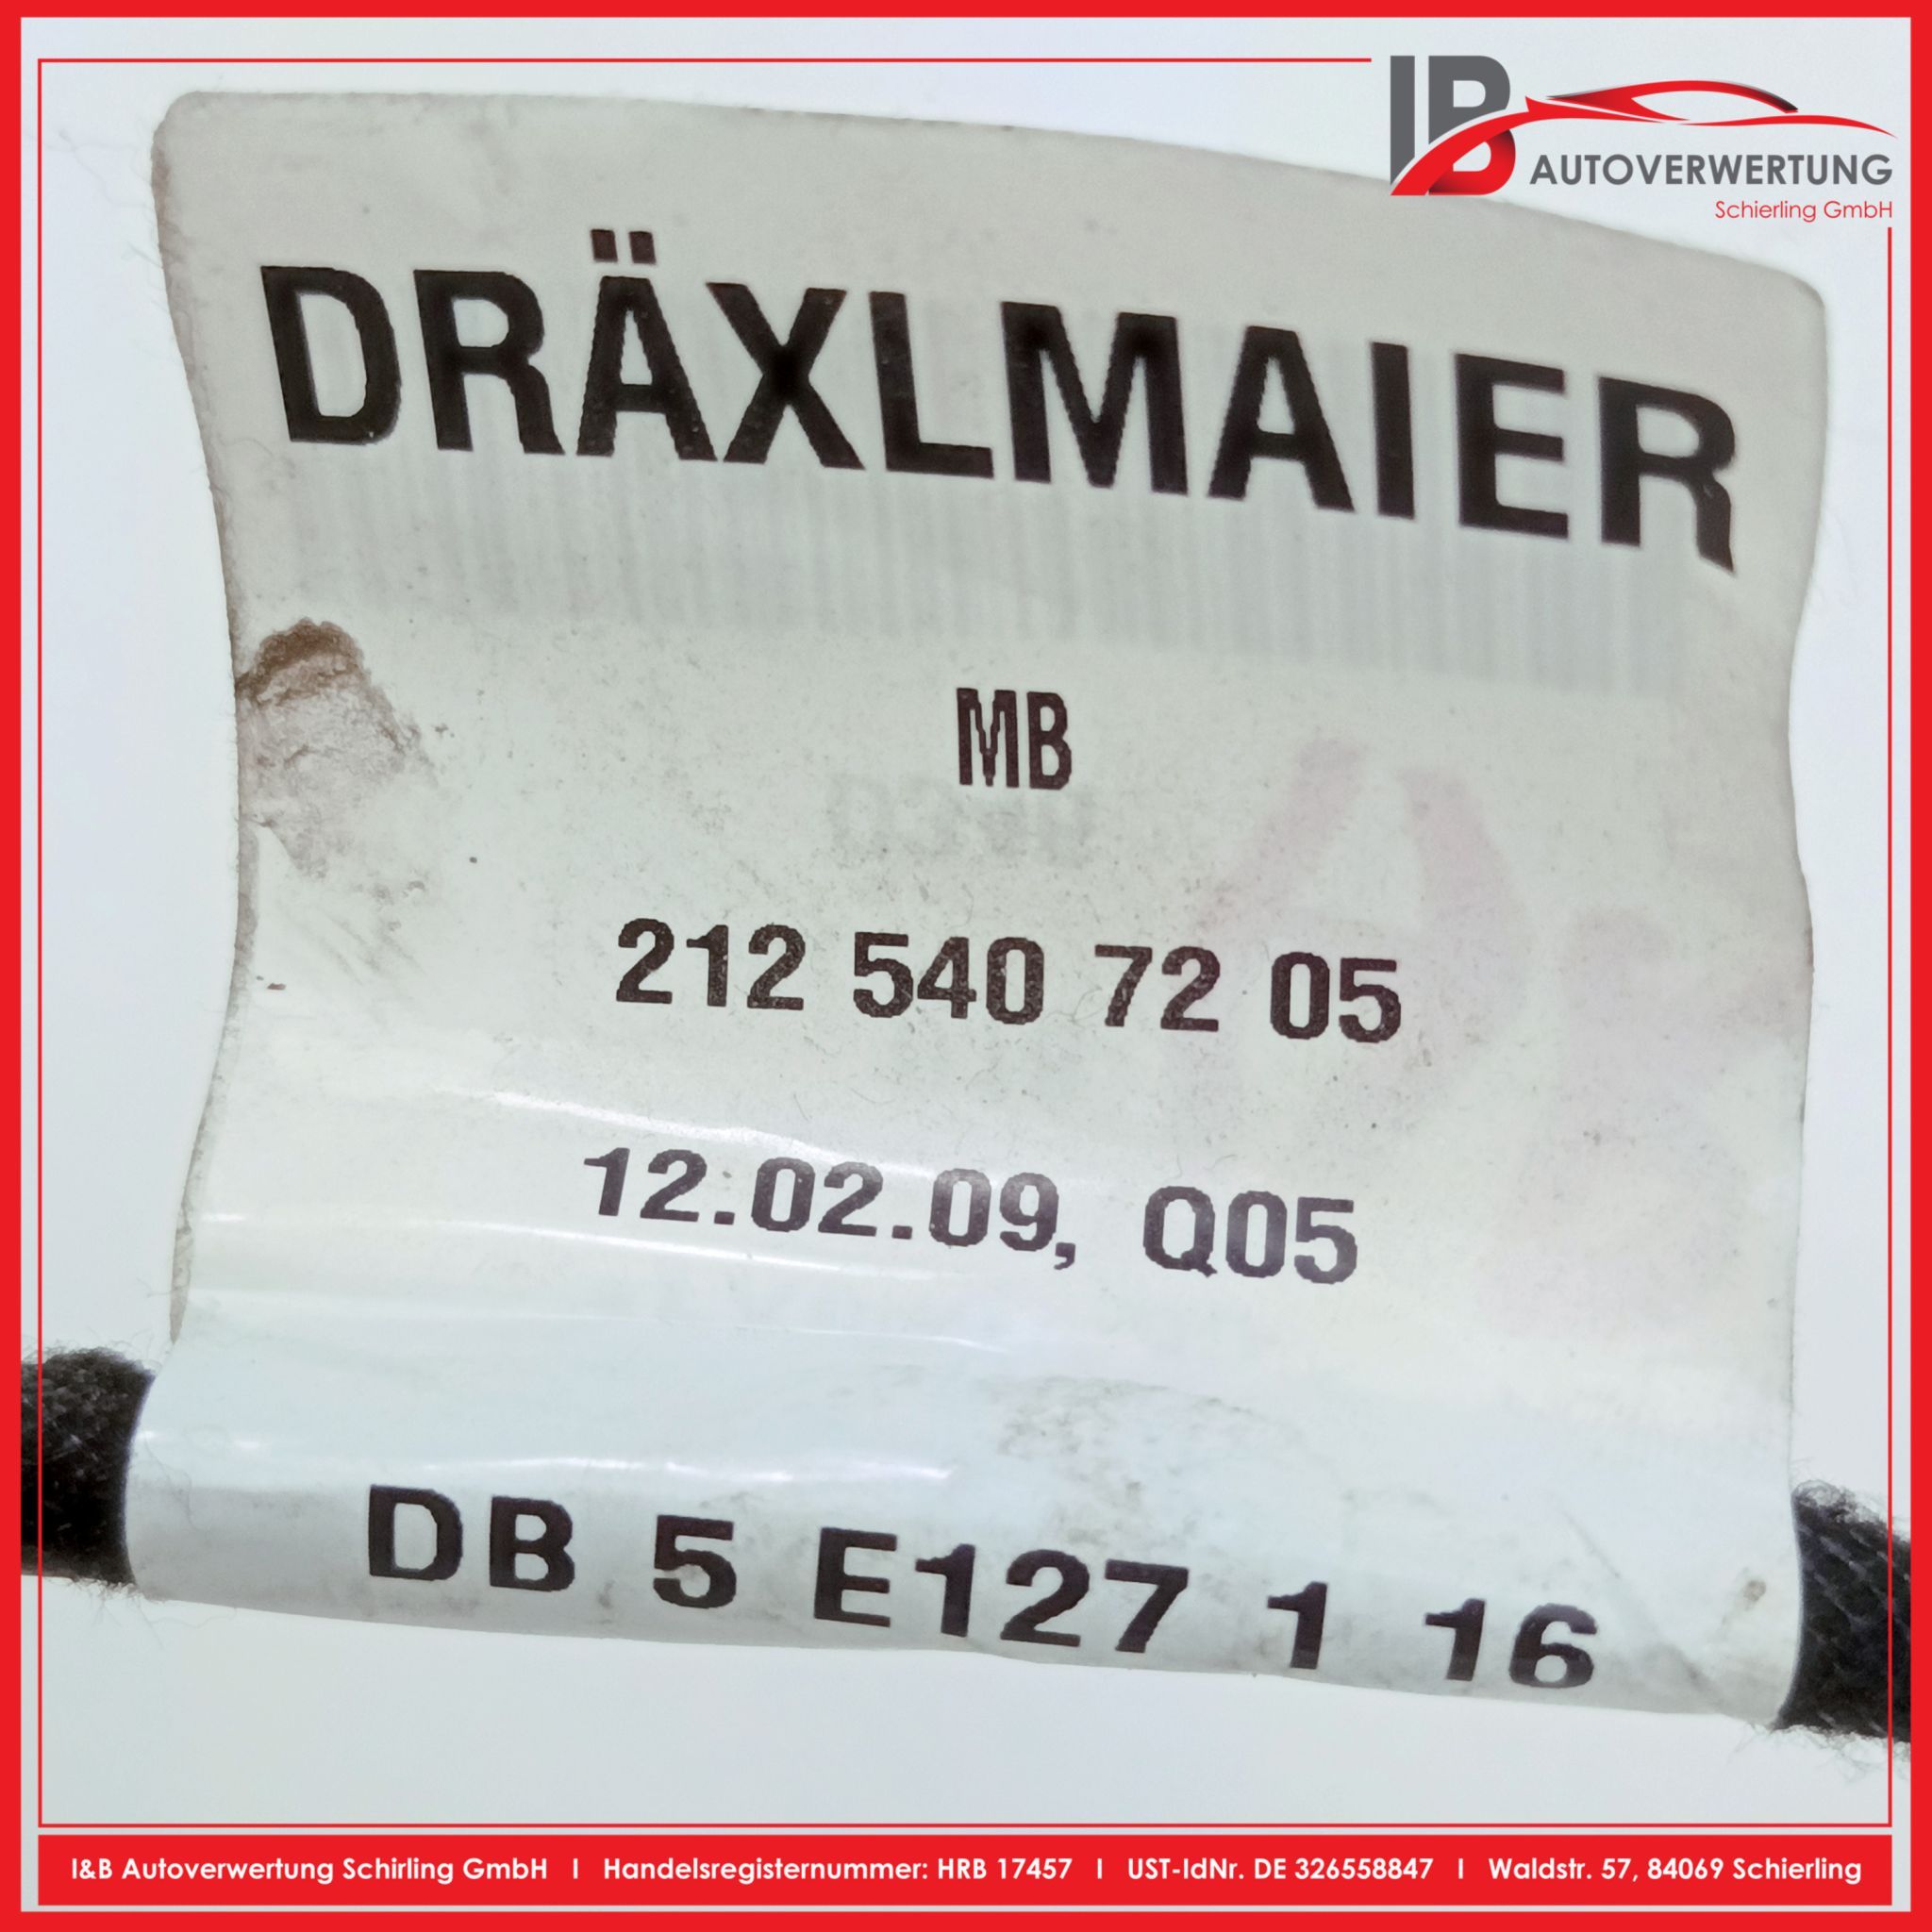 IB AUTOVERWERTUNG
Schierling GmbH
DRÄXLMAIER
MB
212 540 72 05
12.02.09, Q05
DB 5 E127 1 16
I&B Autoverwertung Schirling GmbH I Handelsregisternummer: HRB 17457 I UST-IdNr. DE 326558847 I Waldstr. 57, 84069 Schierling